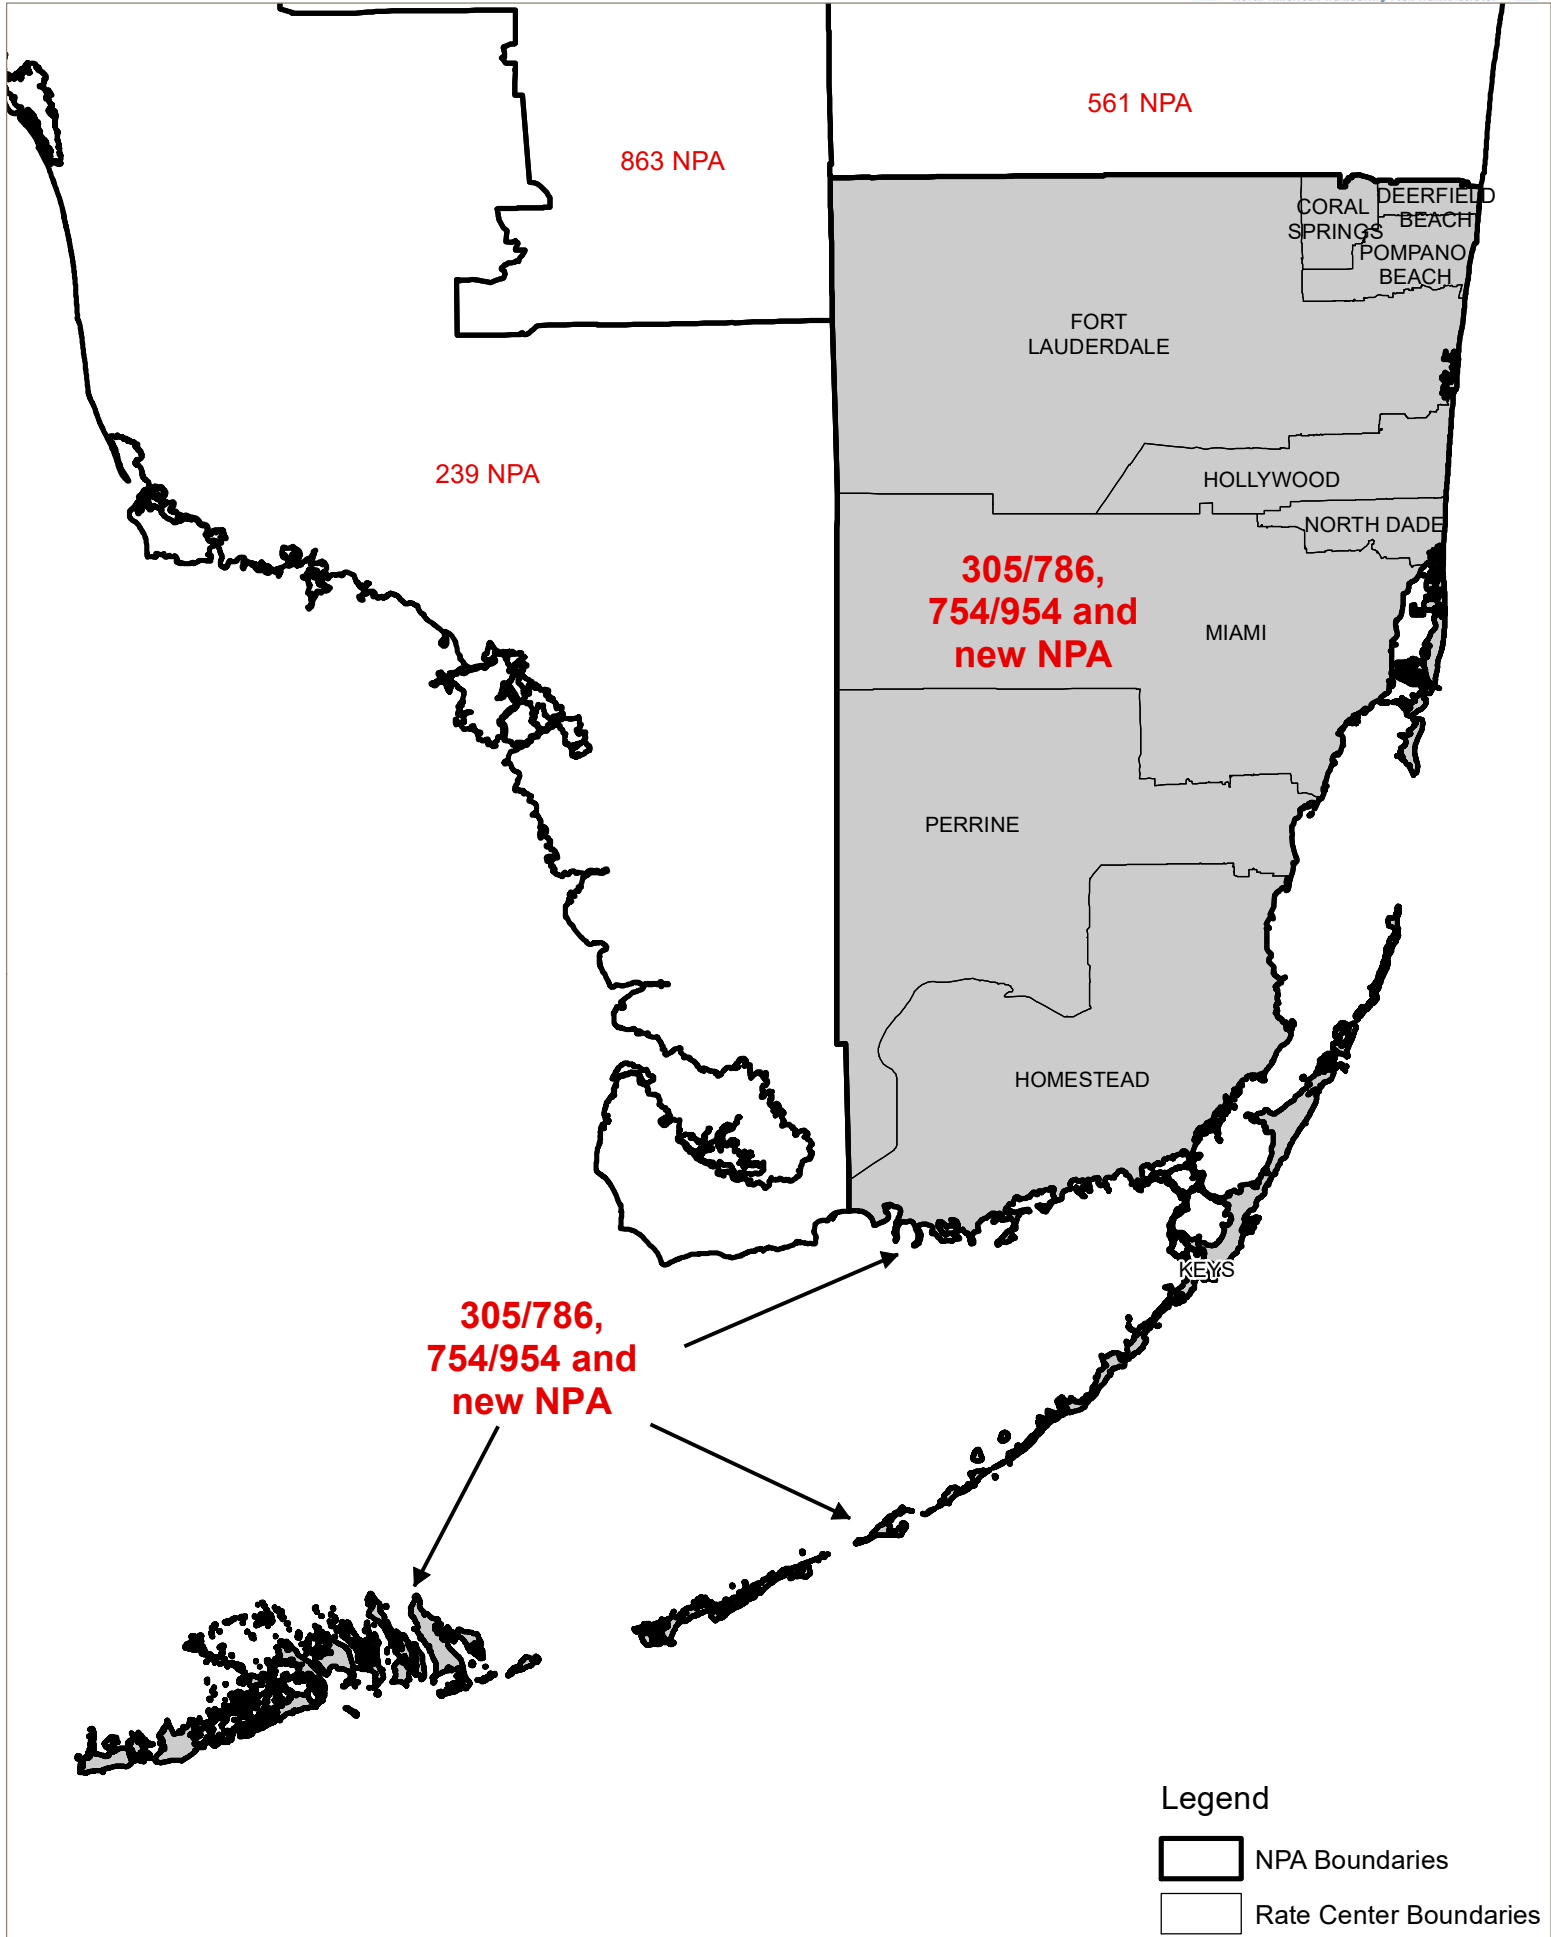 561 NPA
863 NPA
DEERFIELD
BEACH
CORAL
SPRINGS
POMPANO
BEACH
FORT
LAUDERDALE
239 NPA
HOLLYWOOD
NORTH DADE
305/786,
754/954 and
new NPA
MIAMI
PERRINE
HOMESTEAD
KEYS
305/786,
754/954 and
new NPA
Legend
NPA Boundaries
Rate Center Boundaries